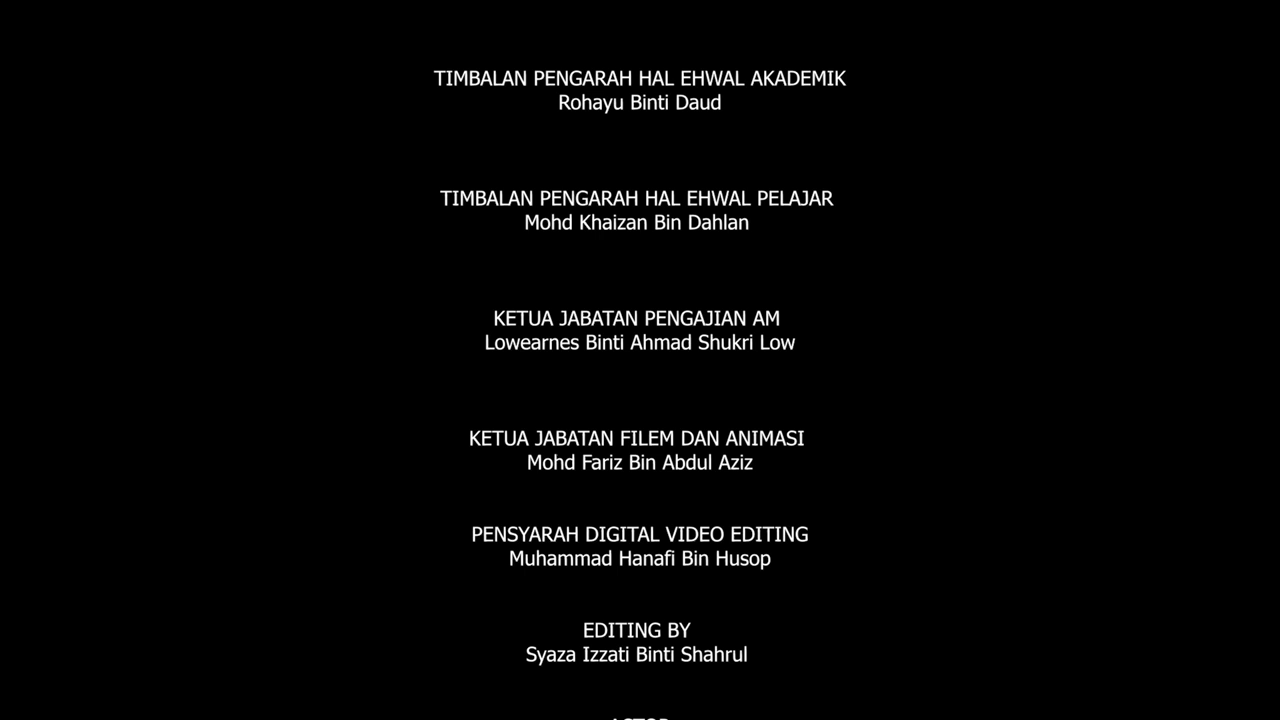 TIMBALAN PENGARAH HAL EHWAL AKADEMIK
Rohayu Binti Daud
TIMBALAN PENGARAH HAL EHWAL PELAJAR
Mohd Khaizan Bin Dahlan
KETUA JABATAN PENGAJIAN AM
Lowearnes Binti Ahmad Shukri Low
KETUA JABATAN FILEM DAN ANIMASI
Mohd Fariz Bin Abdul Aziz
PENSYARAH DIGITAL VIDEO EDITING
Muhammad Hanafi Bin Husop
EDITING BY
Syaza Izzati Binti Shahrul